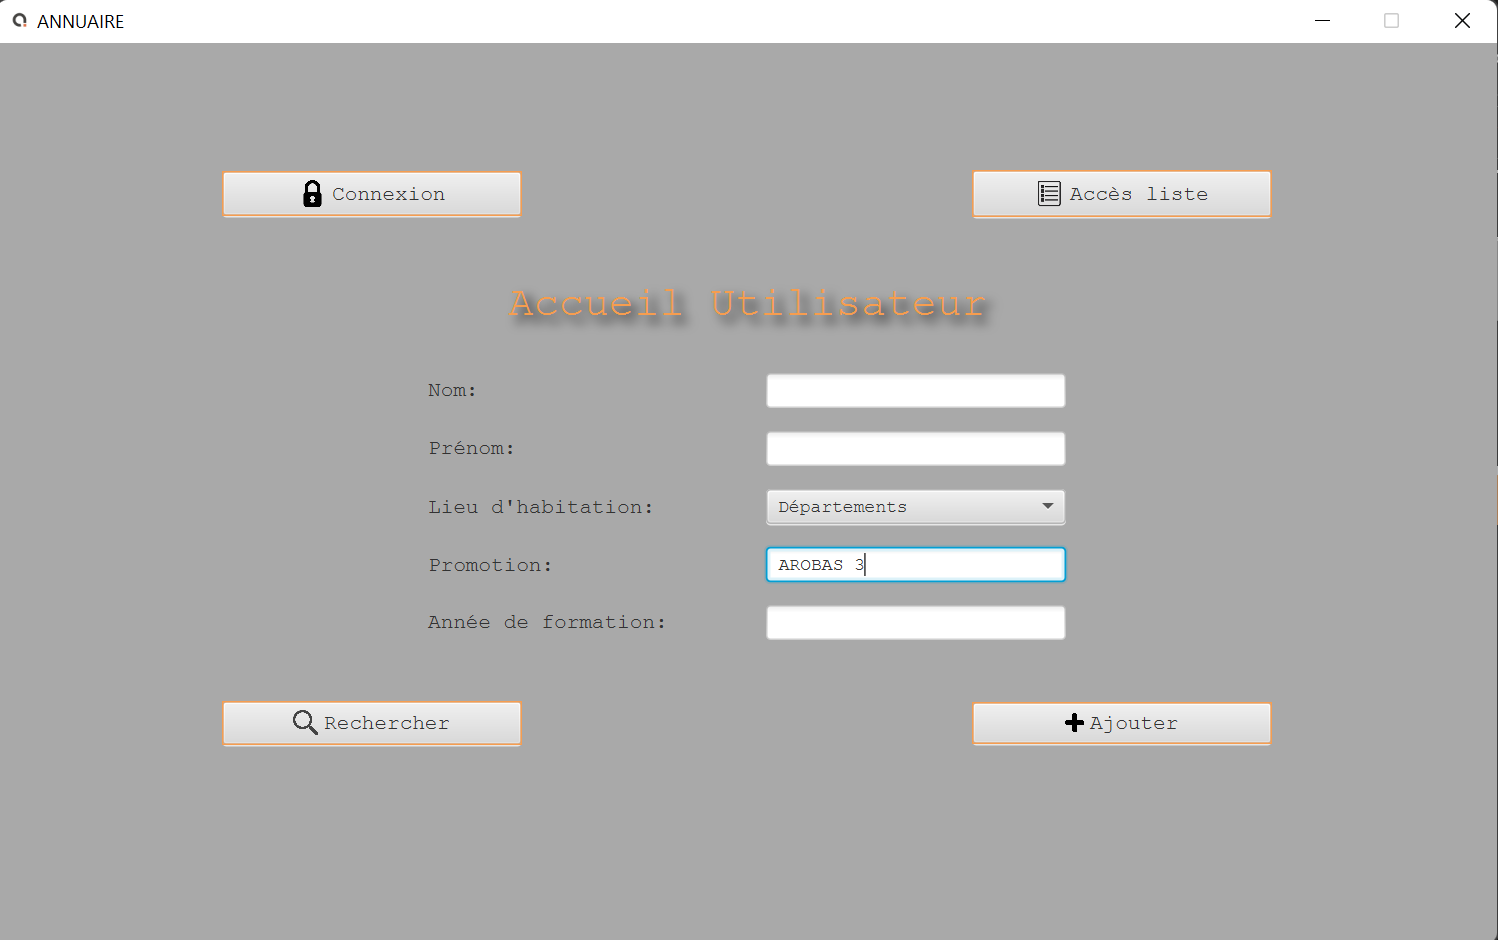 ANNUAIRE
Connexion
Accès liste
Accueil Utilisateur
Nom:
Prénom:
Lieu d'habitation:
Départements
Promotion:
AROBAS 3
Année de formation:
Rechercher
Ajouter